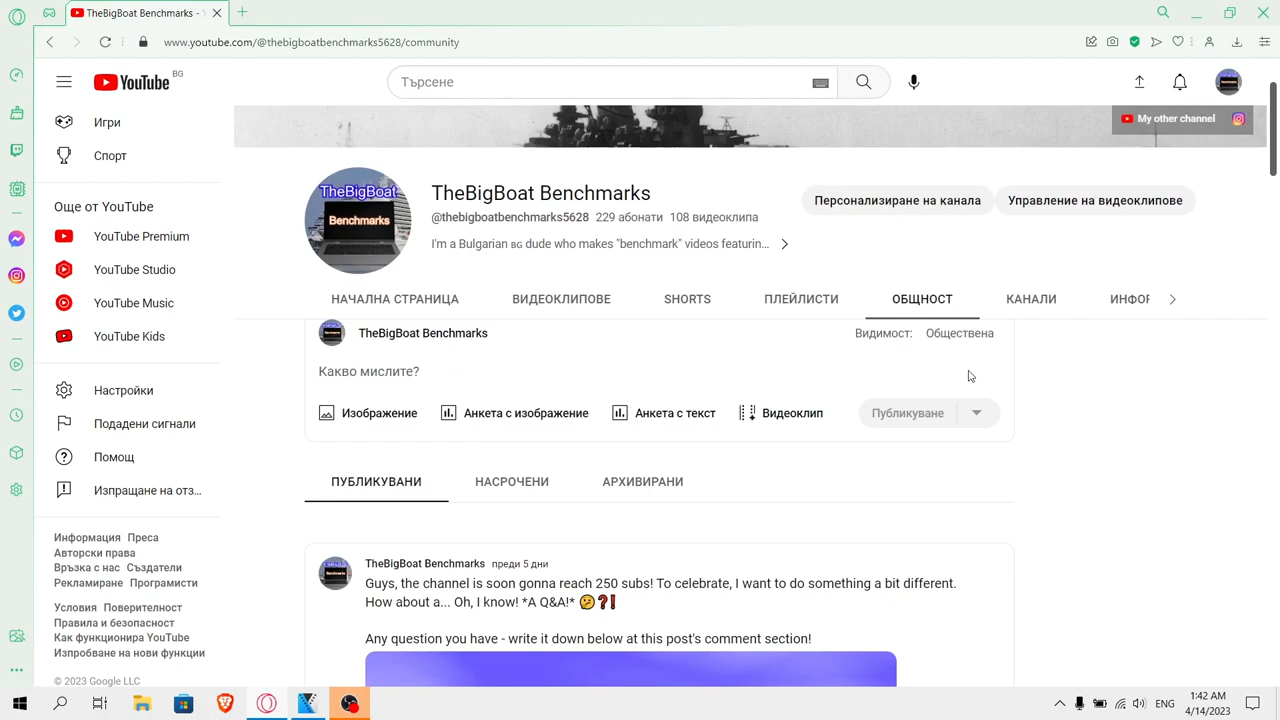 TheBigBoat Benchmarks - YouTube
www.youtube.com/@thebigboatbenchmarks5628/community
YouTube BG
Търсене
Игри
Спорт
Още от YouTube
YouTube Premium
YouTube Studio
YouTube Music
YouTube Kids
Настройки
Подадени сигнали
Помощ
Изпращане на отз...
Информация Преса
Авторски права
Връзка с нас Създатели
Рекламиране Програмисти
Условия Поверителност
Правила и безопасност
Как функционира YouTube
Изпробване на нови функции
© 2023 Google LLC
My other channel
TheBigBoat
Benchmarks
TheBigBoat Benchmarks
@thebigboatbenchmarks5628 229 абонати 108 видеоклипа
I'm a Bulgarian BG dude who makes "benchmark" videos featurin...
Персонализиране на канала
Управление на видеоклипове
НАЧАЛНА СТРАНИЦА ВИДЕОКЛИПОВЕ SHORTS ПЛЕЙЛИСТИ ОБЩНОСТ КАНАЛИ ИНФОР
TheBigBoat Benchmarks
Видимост: Обществена
Какво мислите?
Изображение Анкета с изображение Анкета с текст Видеоклип Публикуване
ПУБЛИКУВАНИ НАСРОЧЕНИ АРХИВИРАНИ
TheBigBoat Benchmarks преди 5 дни
Guys, the channel is soon gonna reach 250 subs! To celebrate, I want to do something a bit different.
How about a... Oh, I know! *A Q&A!* 🤔❓❗
Any question you have - write it down below at this post's comment section!
ENG
1:42 AM
4/14/2023